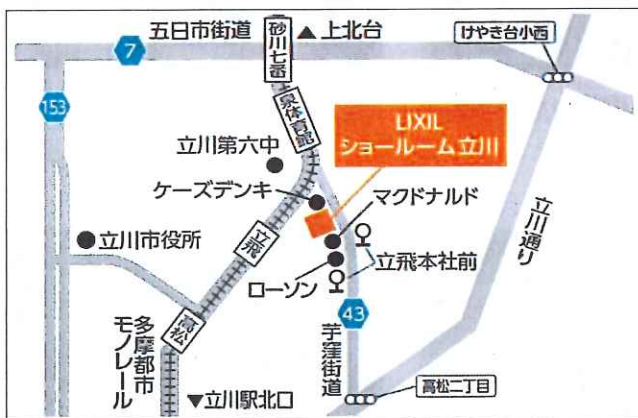 五日市街道
7
砂川七番
▲上北台
けやき台小西
153
泉体育館
LIXIL
ショールーム立川
立川第六中
ケーズデンキ
マクドナルド
立川通り
立川市役所
立飛
立飛本社前
ローソン
高松
43
多摩都市
モノレール
芋窪街道
高松二丁目
▼立川駅北口